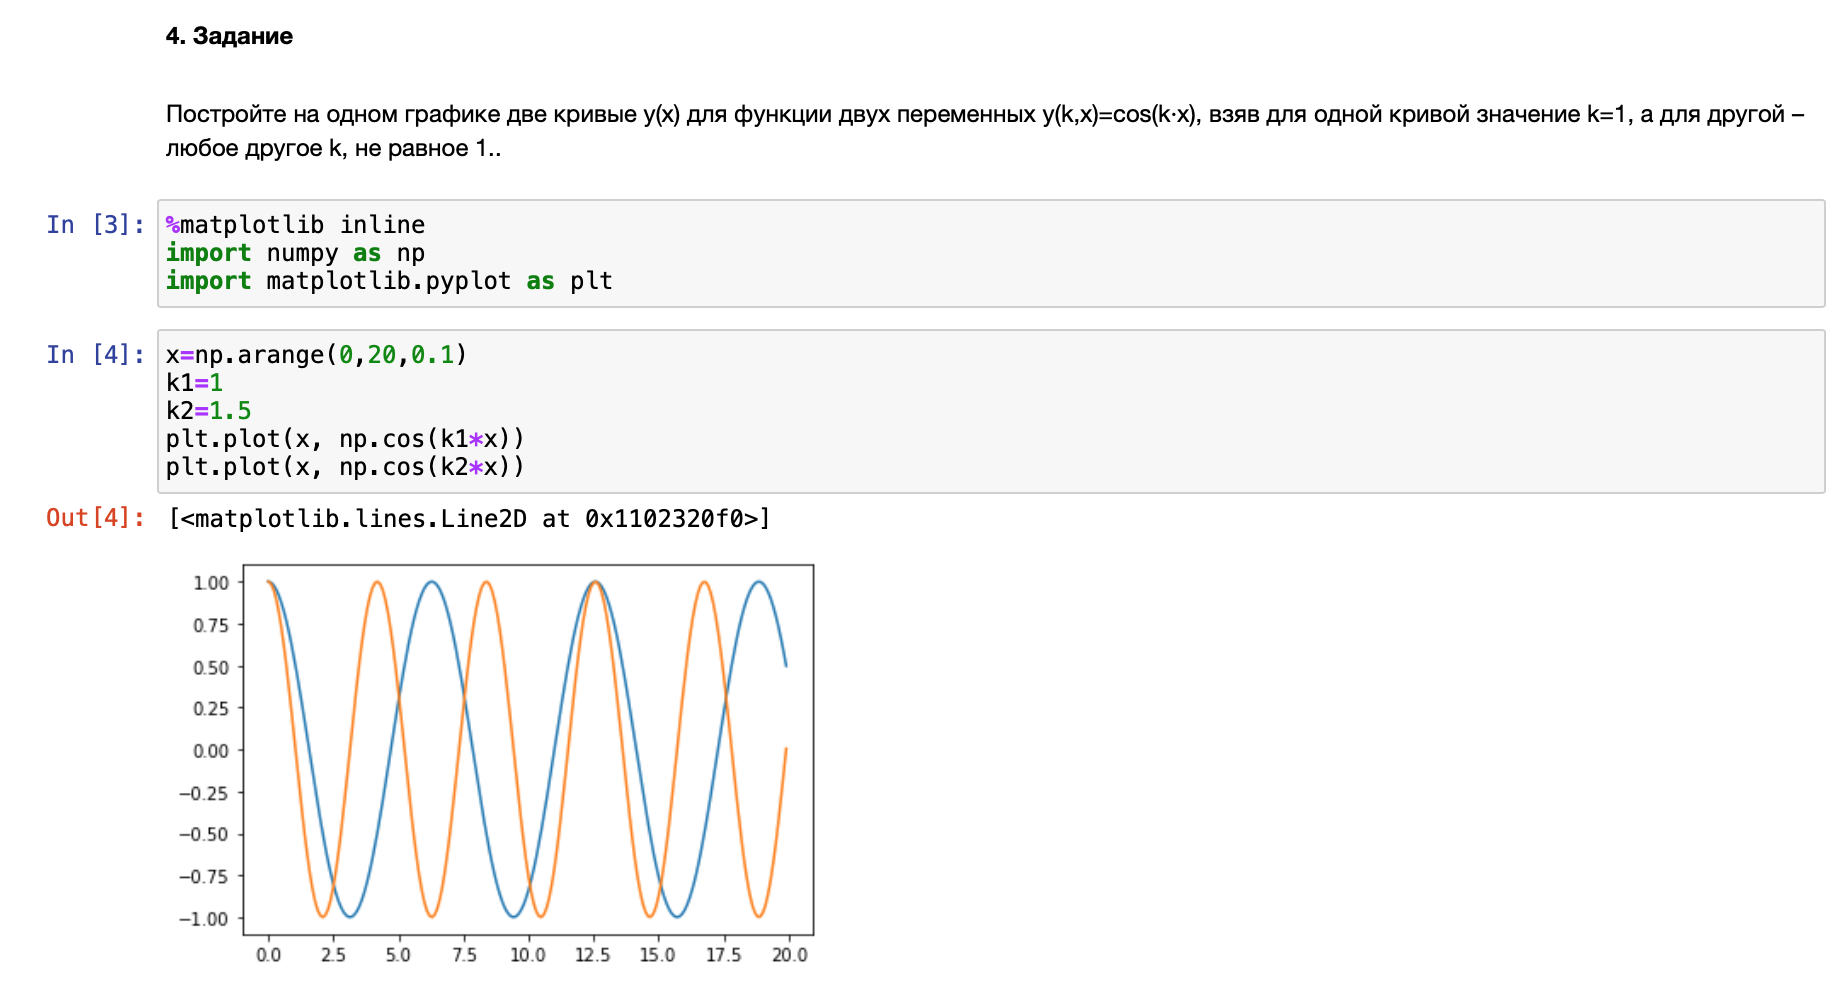 4. Задание
Постройте на одном графике две кривые y(x) для функции двух переменных y(k,x)=cos(k·x), взяв для одной кривой значение k=1, а для другой –
любое другое k, не равное 1..
In [3]: %matplotlib inline
import numpy as np
import matplotlib.pyplot as plt
In [4]: x=np.arange(0,20,0.1)
k1=1
k2=1.5
plt.plot(x, np.cos(k1*x))
plt.plot(x, np.cos(k2*x))
Out[4]: [<matplotlib.lines.Line2D at 0x1102320f0>]
1.00
0.75
0.50
0.25
0.00
−0.25
−0.50
−0.75
−1.00
0.0 2.5 5.0 7.5 10.0 12.5 15.0 17.5 20.0